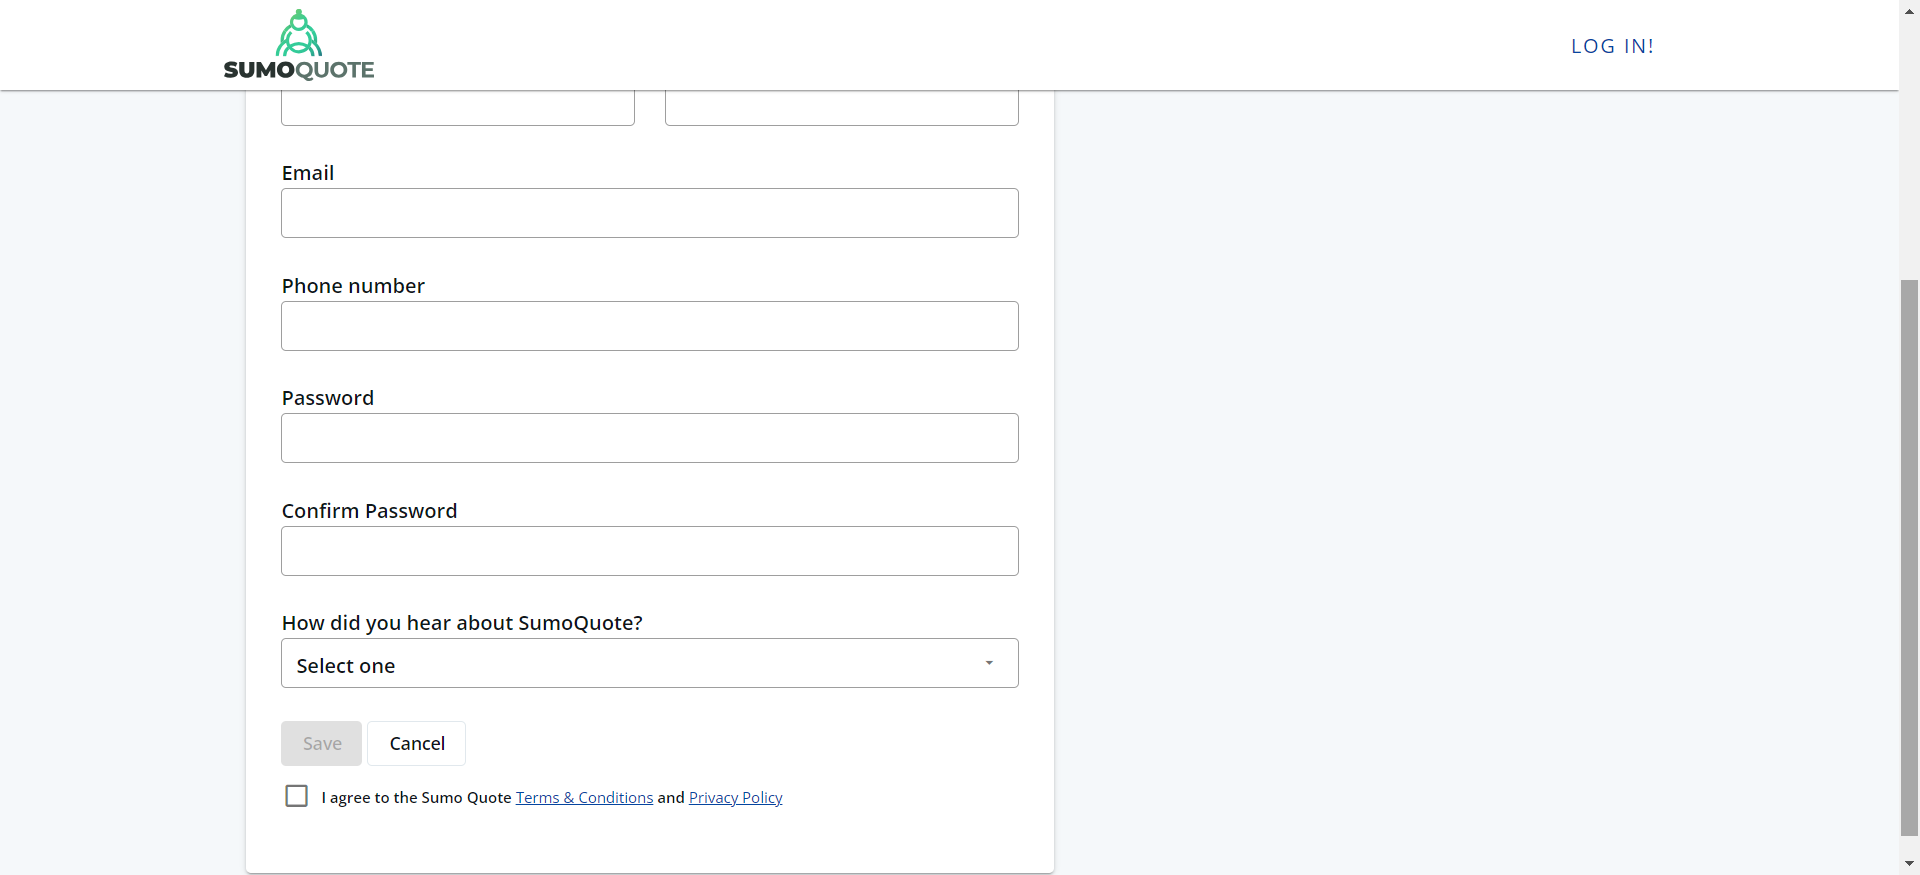 SUMOQUOTE
LOG IN!
Email
Phone number
Password
Confirm Password
How did you hear about SumoQuote?
Select one
Save Cancel
I agree to the Sumo Quote Terms & Conditions and Privacy Policy